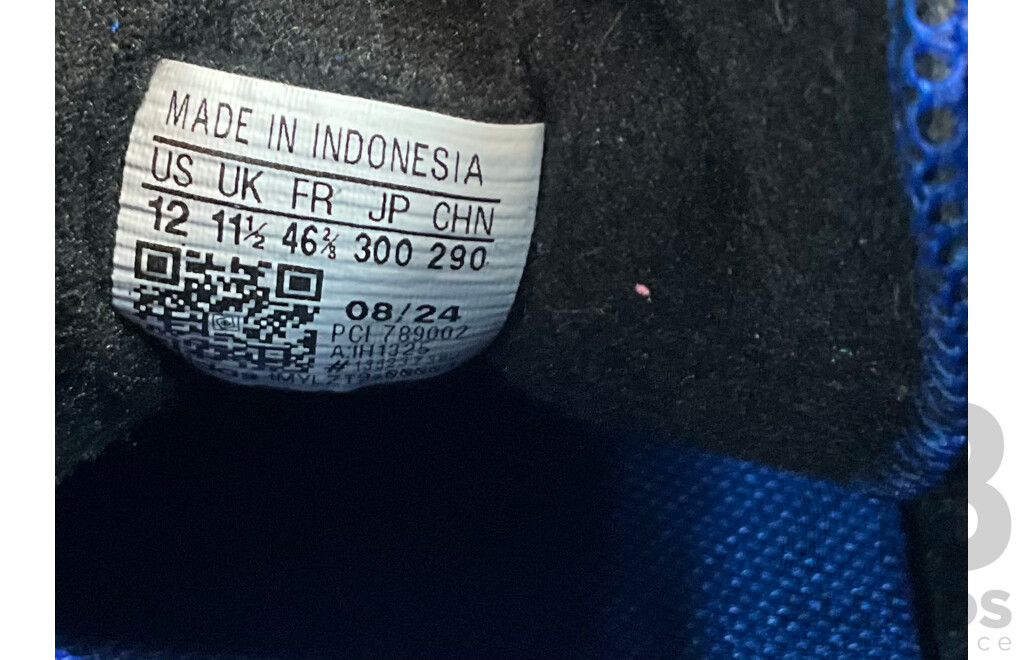 MADE IN INDONESIA
US UK FR JP CHN
12 11½ 46⅔ 300 290
08/24
PCI 789002